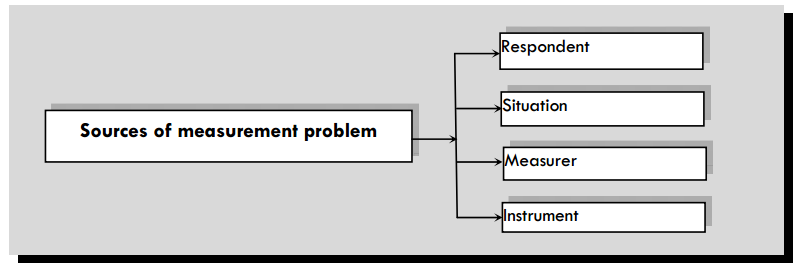 Respondent
Situation
Sources of measurement problem
Measurer
Instrument